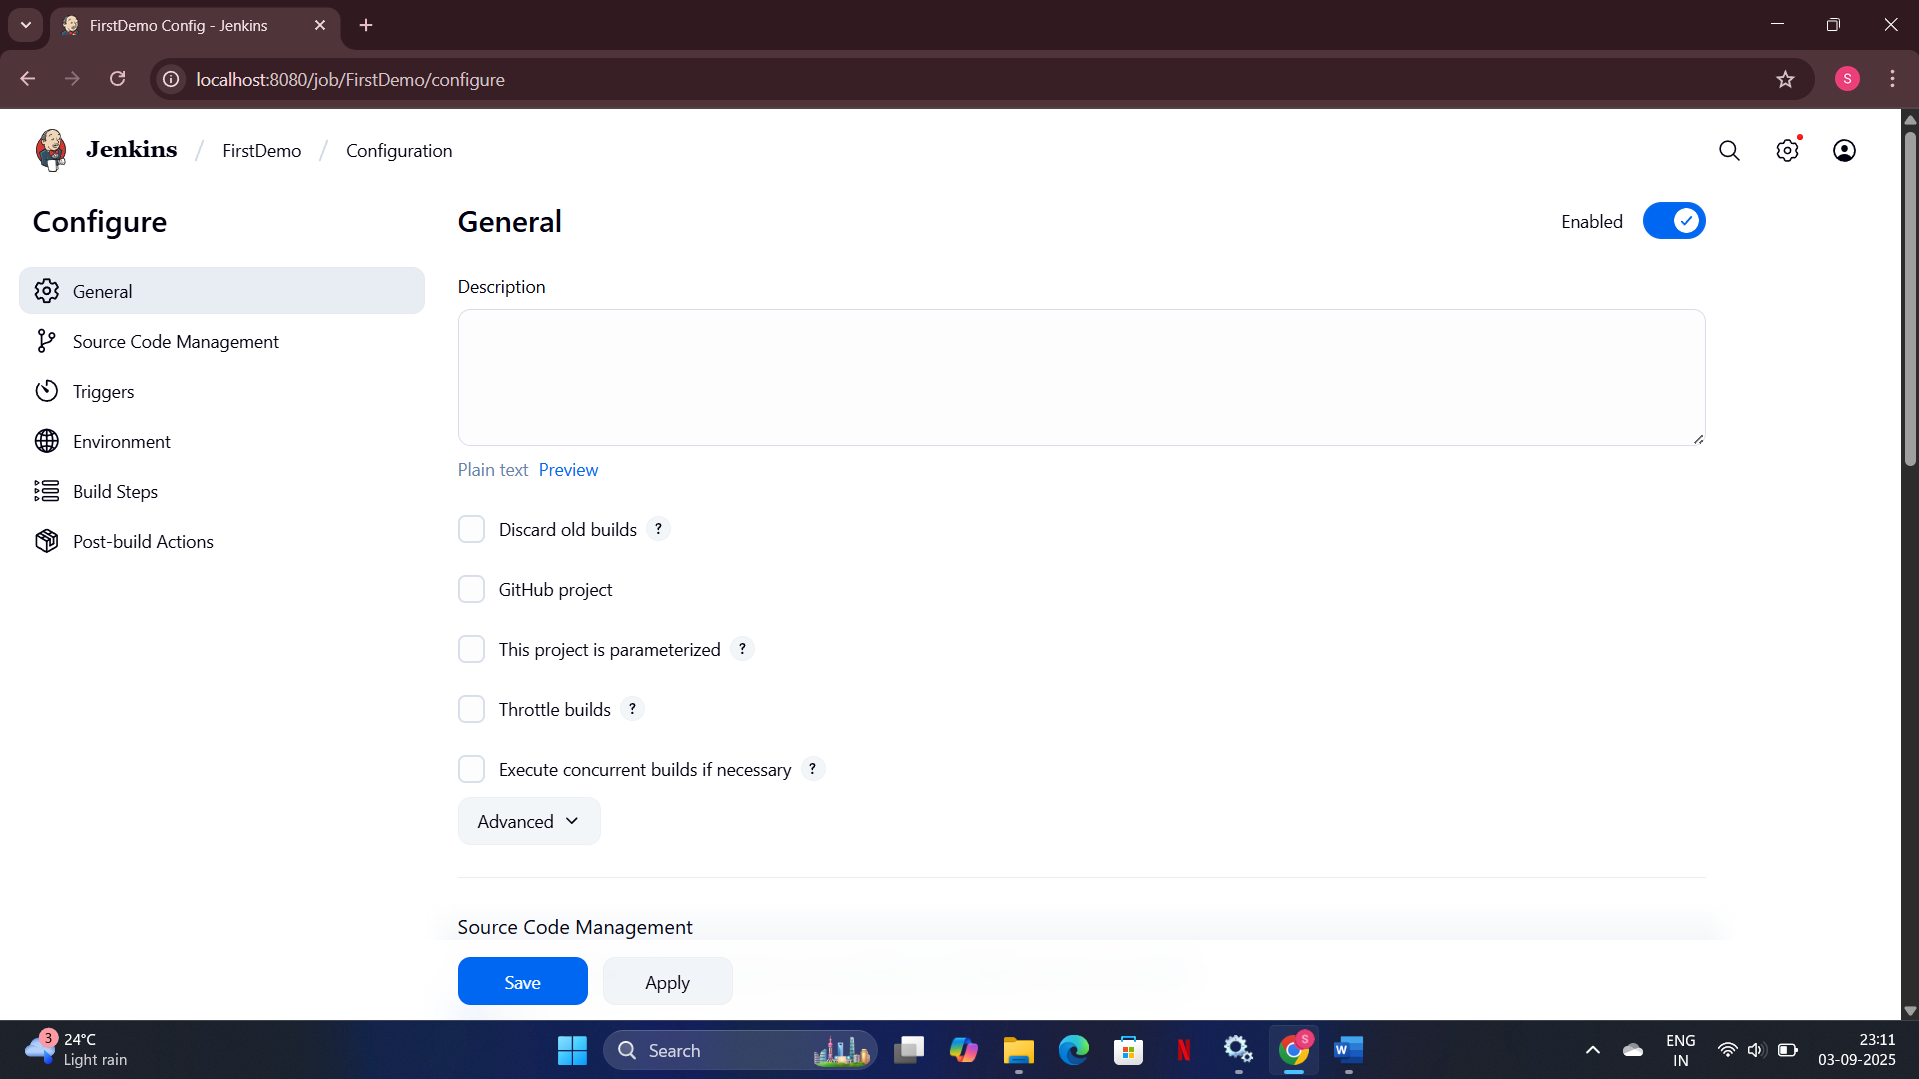 FirstDemo Config - Jenkins
localhost:8080/job/FirstDemo/configure
S
Jenkins / FirstDemo / Configuration
Configure
General
Source Code Management
Triggers
Environment
Build Steps
Post-build Actions
General
Enabled
Description
Plain text Preview
Discard old builds ?
GitHub project
This project is parameterized ?
Throttle builds ?
Execute concurrent builds if necessary ?
Advanced
Source Code Management
Save Apply
3
24°C
Light rain
Search
N
S
W
ENG
IN
23:11
03-09-2025